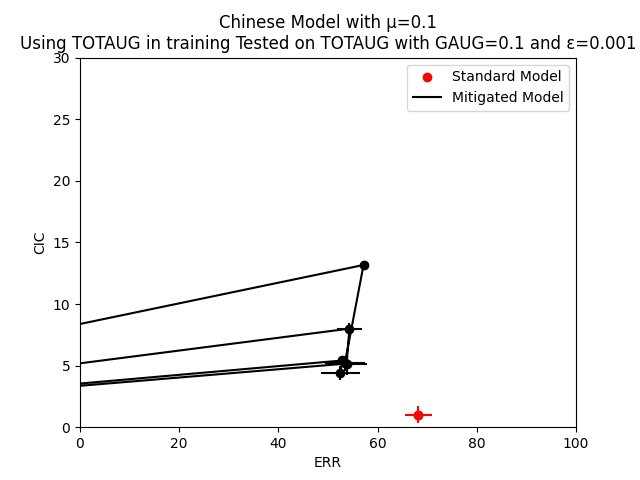 Chinese Model with μ=0.1
Using TOTAUG in training Tested on TOTAUG with GAUG=0.1 and ε=0.001
30
25
20
15
10
5
0
CIC
Standard Model
Mitigated Model
0 20 40 60 80 100
ERR